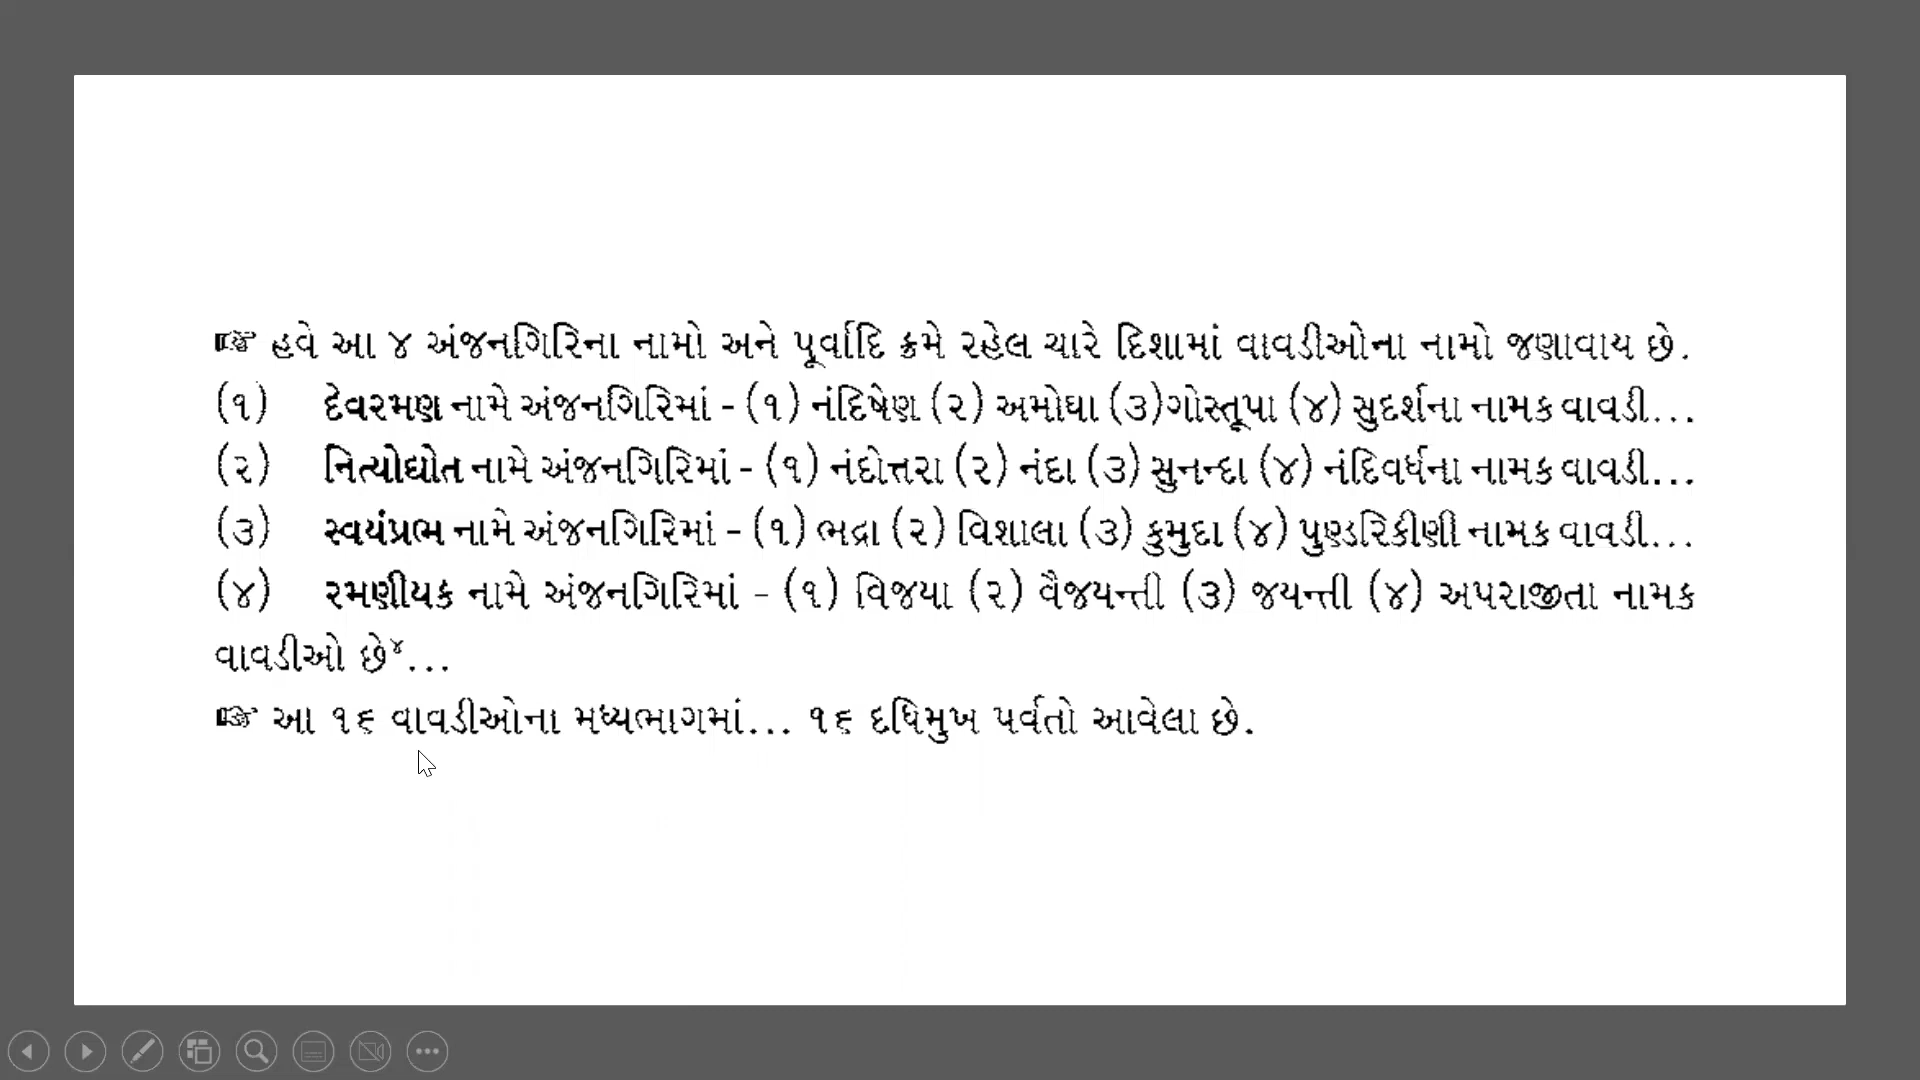 ☞ હવે આ ૪ અંજનગિરિના નામો અને પૂર્વાદિ ક્રમે રહેલ ચારે દિશામાં વાવડીઓના નામો જણાવાય છે.
(૧) દેવરમણ નામે અંજનગિરિમાં - (૧) નંદિષેણ (૨) અમોઘા (૩)ગોસ્તૂપા (૪) સુદર્શના નામક વાવડી...
(૨) નિત્યોદ્યોત નામે અંજનગિરિમાં - (૧) નંદોત્તરા (૨) નંદા (૩) સુનન્દા (૪) નંદિવર્ધના નામક વાવડી...
(૩) સ્વયંપ્રભ નામે અંજનગિરિમાં - (૧) ભદ્રા (૨) વિશાલા (૩) કુમુદા (૪) પુણ્ડરિકીણી નામક વાવડી...
(૪) રમણીયક નામે અંજનગિરિમાં - (૧) વિજયા (૨) વૈજયન્તી (૩) જયન્તી (૪) અપરાજીતા નામક
વાવડીઓ છે⁴...
☞ આ ૧૬ વાવડીઓના મધ્યભાગમાં... ૧૬ દધિમુખ પર્વતો આવેલા છે.